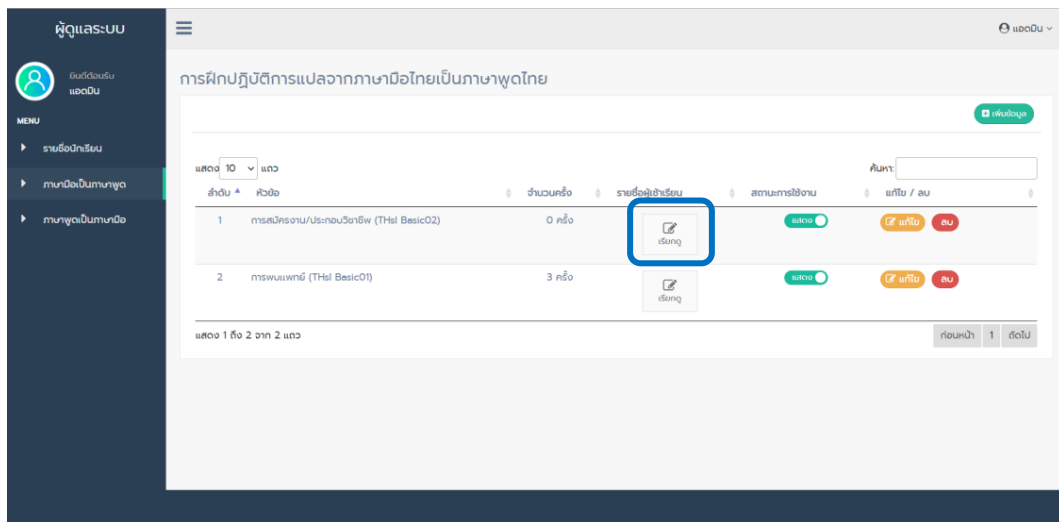 ผู้ดูแลระบบ
แอดมิน
ยินดีต้อนรับ
แอดมิน
MENU
รายชื่อนักเรียน
ภาษามือเป็นภาษาพูด
ภาษาพูดเป็นภาษามือ
การฝึกปฏิบัติการแปลจากภาษามือไทยเป็นภาษาพูดไทย
เพิ่มข้อมูล
แสดง 10 แถว ค้นหา:
ลำดับ หัวข้อ จำนวนครั้ง รายชื่อผู้เข้าเรียน สถานะการใช้งาน แก้ไข / ลบ
1 การสมัครงาน/ประกอบวิชาชีพ (THsl Basic02) 0 ครั้ง เรียกดู แสดง แก้ไข ลบ
2 การพบแพทย์ (THsl Basic01) 3 ครั้ง เรียกดู แสดง แก้ไข ลบ
แสดง 1 ถึง 2 จาก 2 แถว ก่อนหน้า 1 ถัดไป